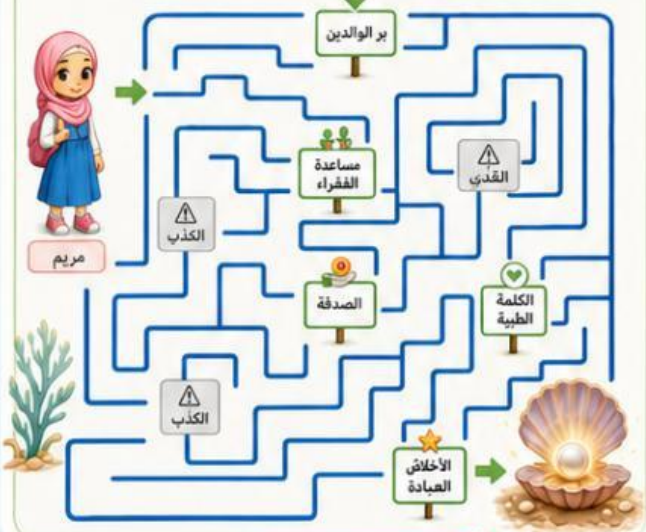 بر الوالدين
مساعدة
الفقراء
القذي
الكذب
مريم
الصدقة
الكلمة
الطيبة
الكذب
الأخلاق
العبادة